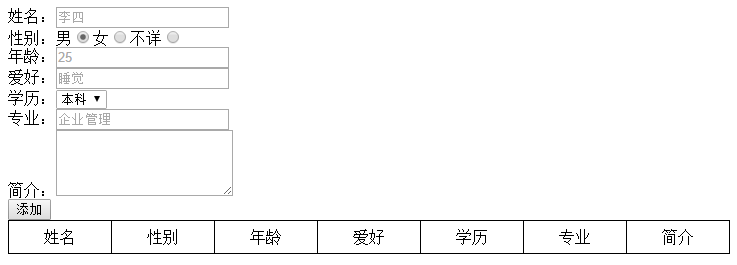 姓名：李四
性别：男 女 不详
年龄：25
爱好：睡觉
学历：本科
专业：企业管理
简介：
添加
姓名 性别 年龄 爱好 学历 专业 简介